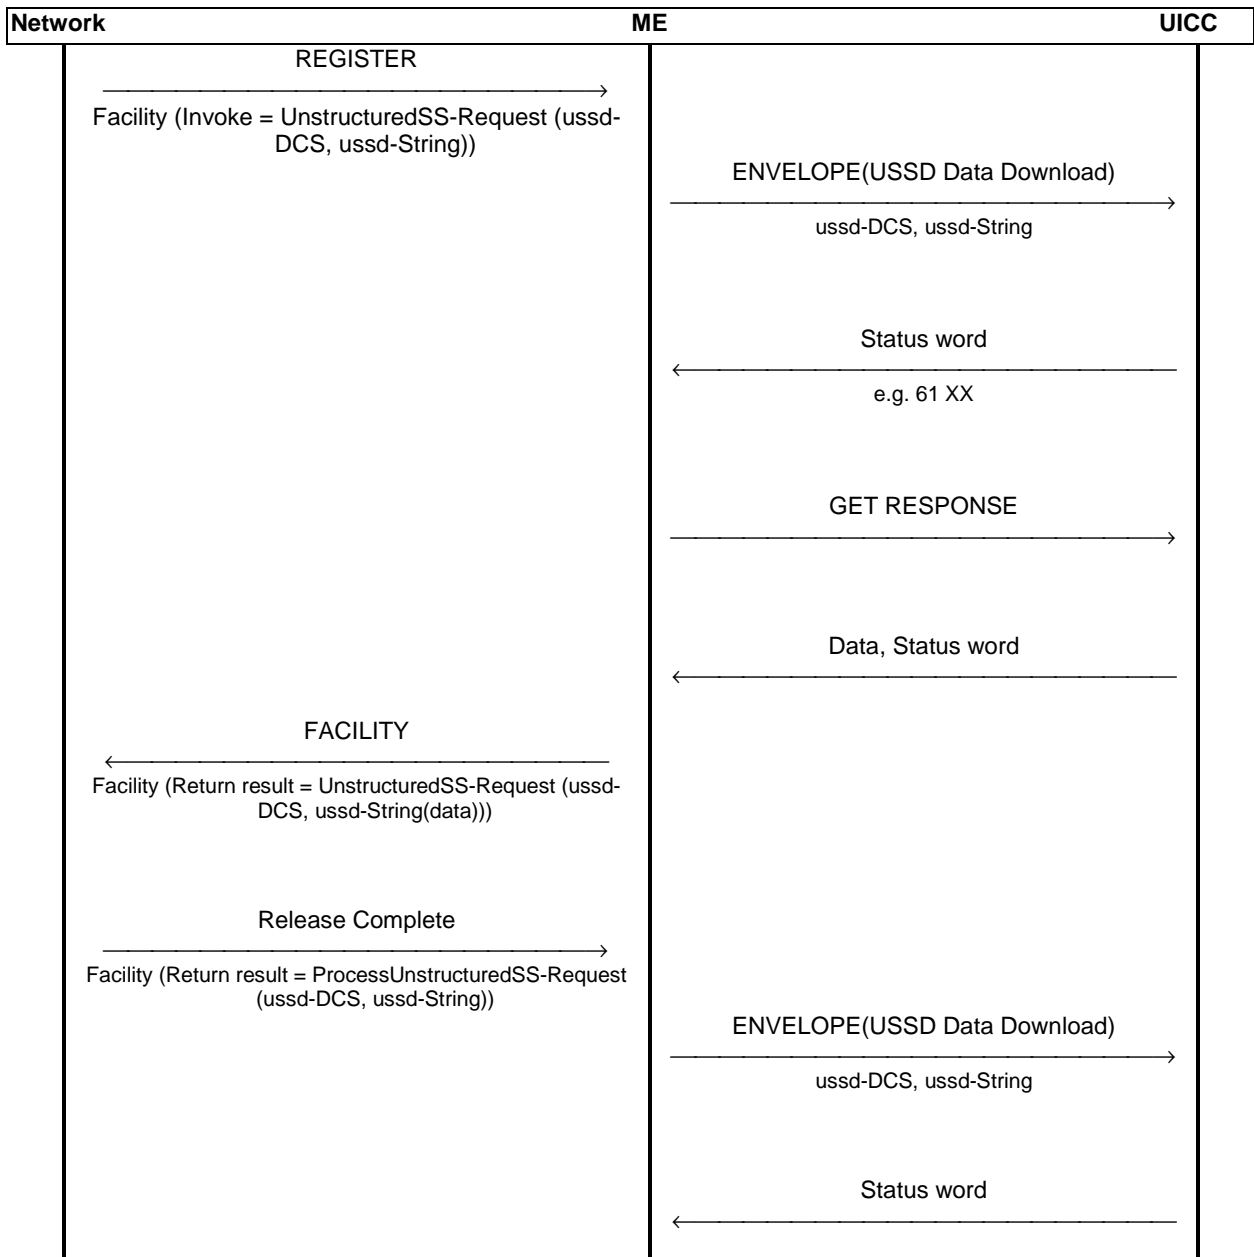 Network ME UICC
REGISTER
Facility (Invoke = UnstructuredSS-Request (ussd-
DCS, ussd-String))
ENVELOPE(USSD Data Download)
ussd-DCS, ussd-String
Status word
e.g. 61 XX
GET RESPONSE
Data, Status word
FACILITY
Facility (Return result = UnstructuredSS-Request (ussd-
DCS, ussd-String(data)))
Release Complete
Facility (Return result = ProcessUnstructuredSS-Request
(ussd-DCS, ussd-String))
ENVELOPE(USSD Data Download)
ussd-DCS, ussd-String
Status word